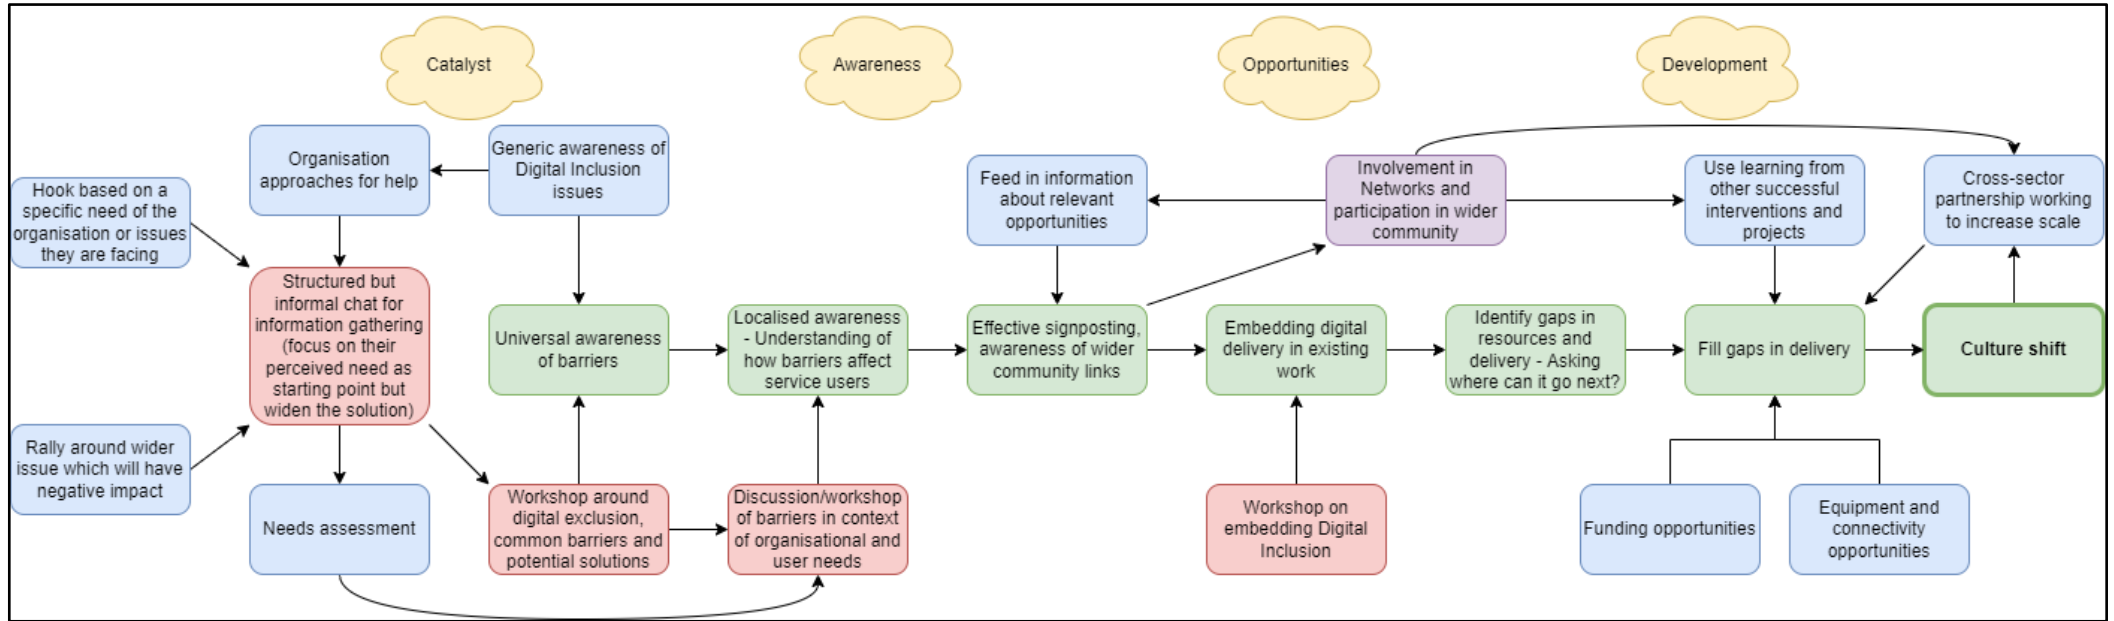 Catalyst
Awareness
Opportunities
Development
Hook based on a
specific need of the
organisation or issues
they are facing
Organisation
approaches for help
Generic awareness of
Digital Inclusion
issues
Feed in information
about relevant
opportunities
Involvement in
Networks and
participation in wider
community
Use learning from
other successful
interventions and
projects
Cross-sector
partnership working
to increase scale
Structured but
informal chat for
information gathering
(focus on their
perceived need as
starting point but
widen the solution)
Universal awareness
of barriers
Localised awareness
- Understanding of
how barriers affect
service users
Effective signposting,
awareness of wider
community links
Embedding digital
delivery in existing
work
Identify gaps in
resources and
delivery - Asking
where can it go next?
Fill gaps in delivery
Culture shift
Rally around wider
issue which will have
negative impact
Needs assessment
Workshop around
digital exclusion,
common barriers and
potential solutions
Discussion/workshop
of barriers in context
of organisational and
user needs
Workshop on
embedding Digital
Inclusion
Funding opportunities
Equipment and
connectivity
opportunities